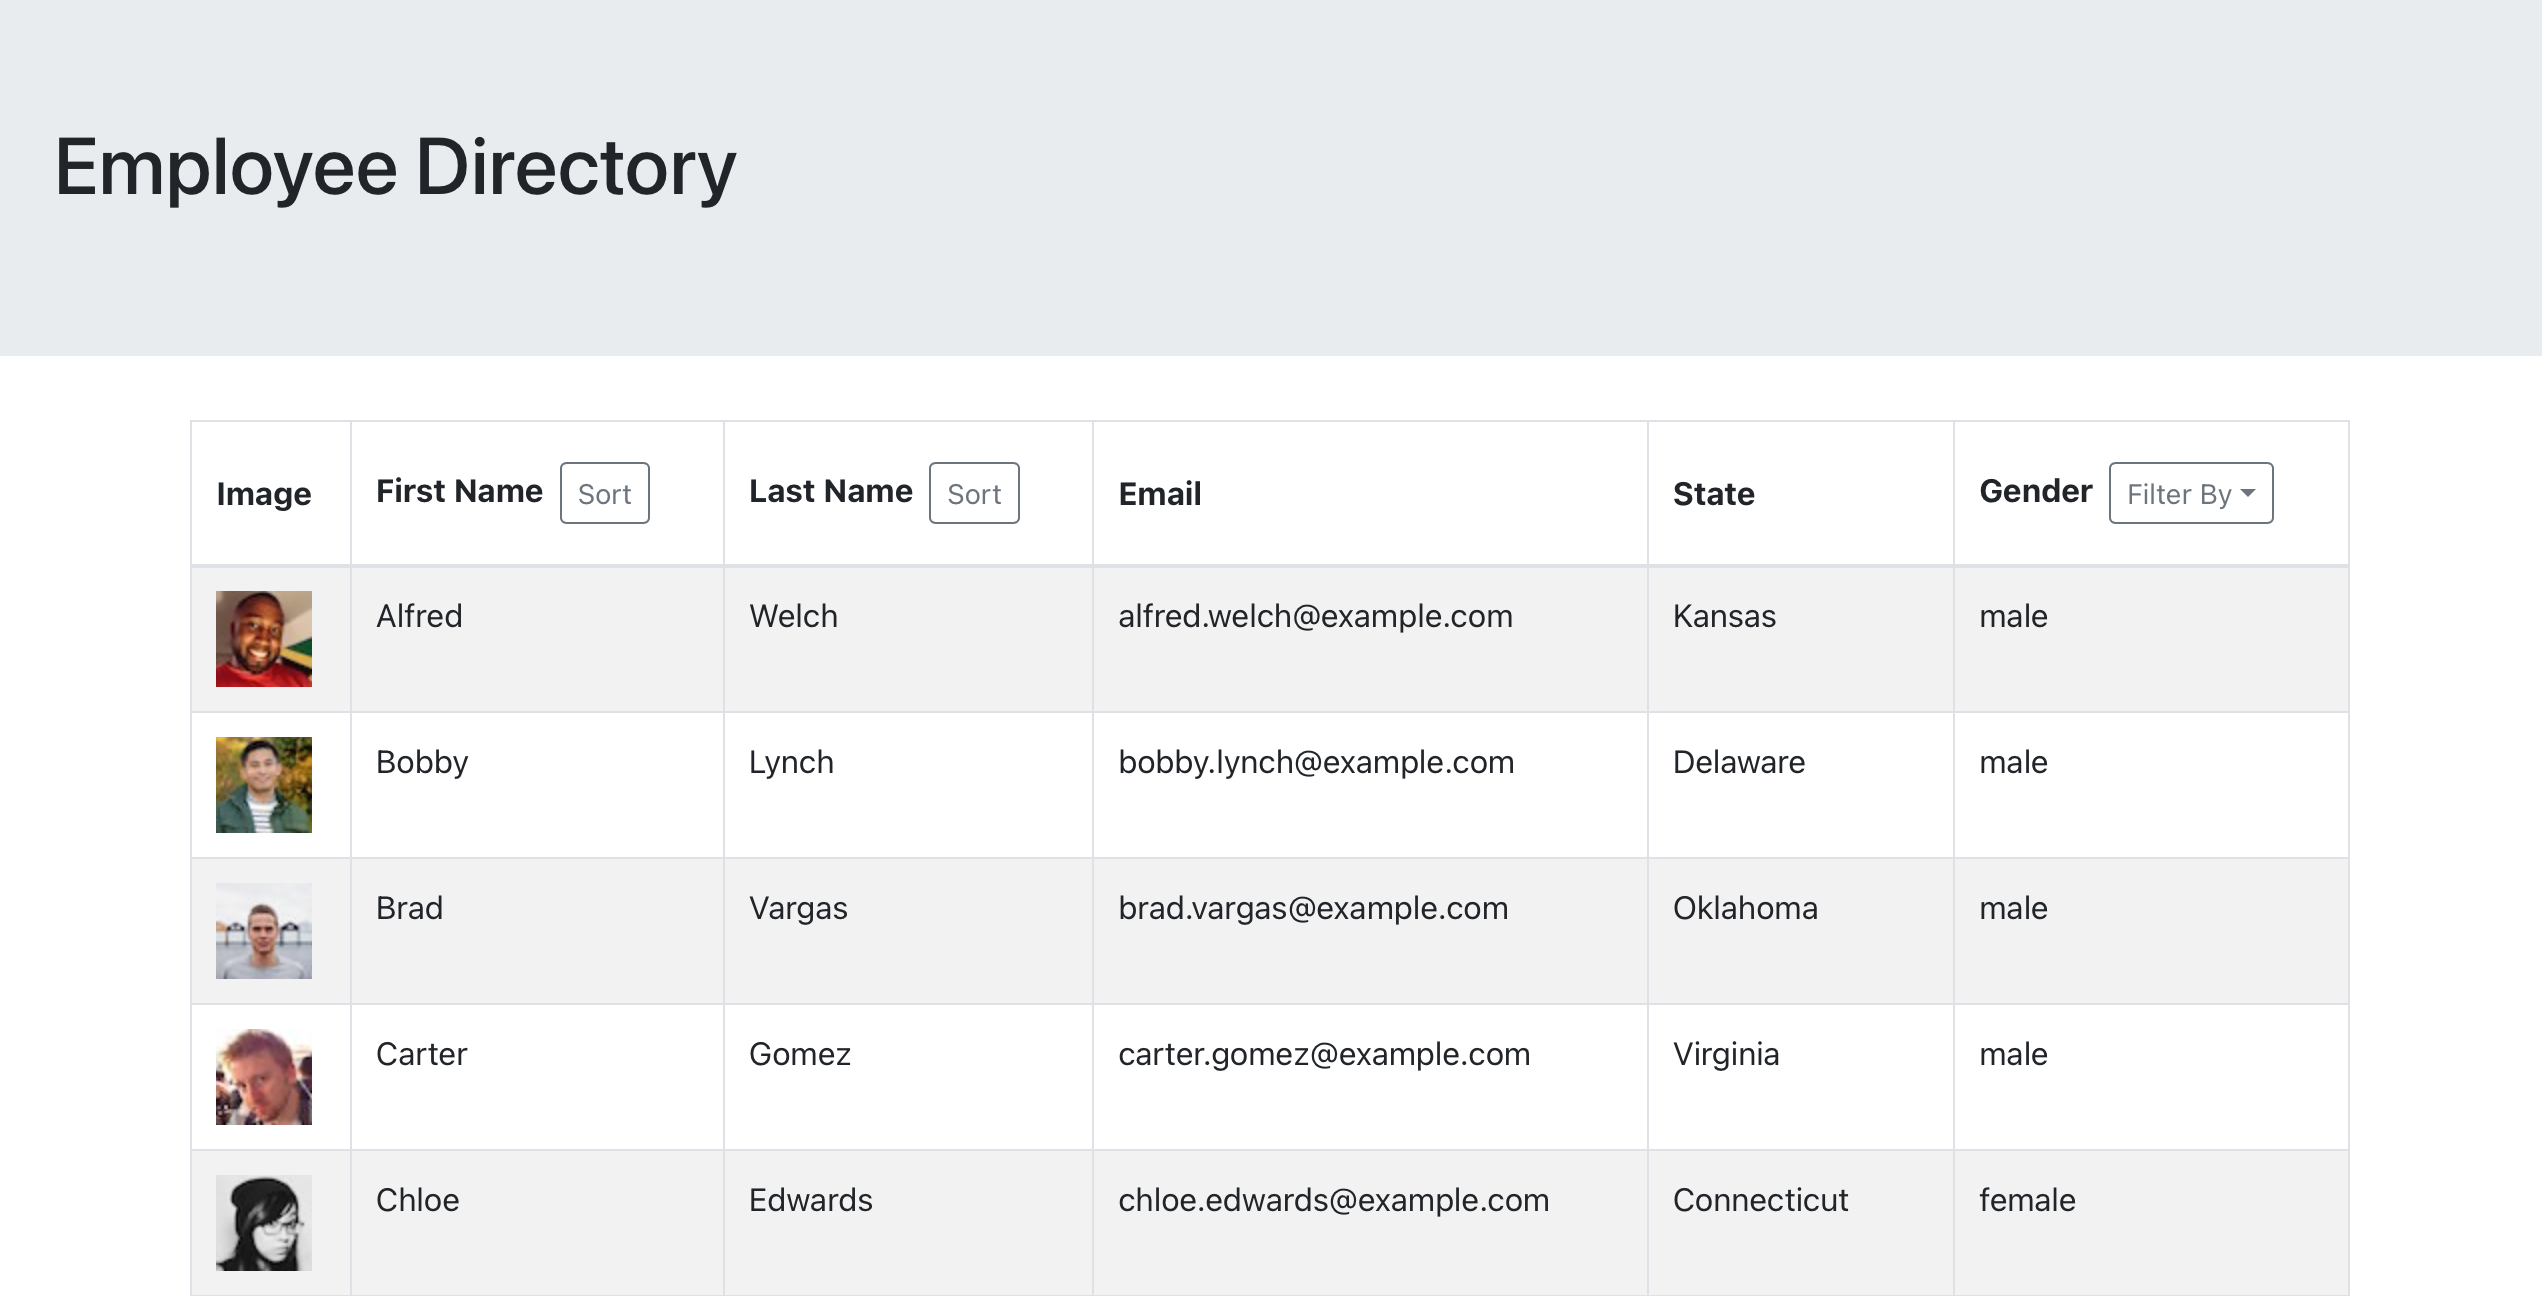 Employee Directory
Image First Name Sort Last Name Sort Email State Gender Filter By
Alfred Welch alfred.welch@example.com Kansas male
Bobby Lynch bobby.lynch@example.com Delaware male
Brad Vargas brad.vargas@example.com Oklahoma male
Carter Gomez carter.gomez@example.com Virginia male
Chloe Edwards chloe.edwards@example.com Connecticut female